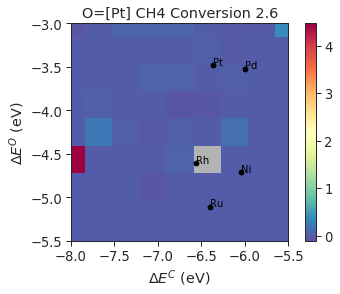 O=[Pt] CH4 Conversion 2.6
−3.0
−3.5
−4.0
−4.5
−5.0
−5.5
ΔE^O (eV)
Pt
Pd
Rh
Ni
Ru
−8.0 −7.5 −7.0 −6.5 −6.0 −5.5
ΔE^C (eV)
4
3
2
1
0